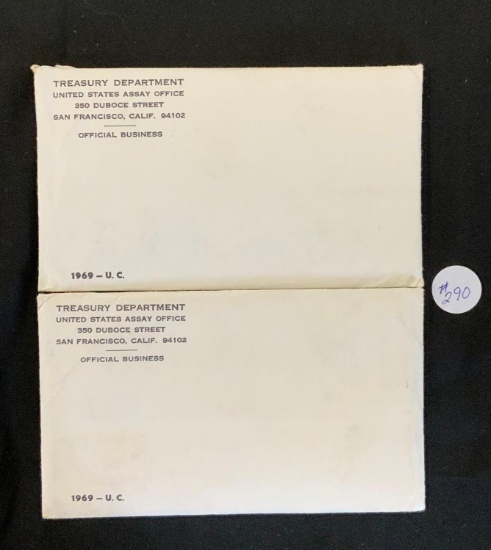 TREASURY DEPARTMENT
UNITED STATES ASSAY OFFICE
350 DUBOCE STREET
SAN FRANCISCO, CALIF. 94102
OFFICIAL BUSINESS
1969 – U. C.
#290
TREASURY DEPARTMENT
UNITED STATES ASSAY OFFICE
350 DUBOCE STREET
SAN FRANCISCO, CALIF. 94102
OFFICIAL BUSINESS
1969 – U. C.